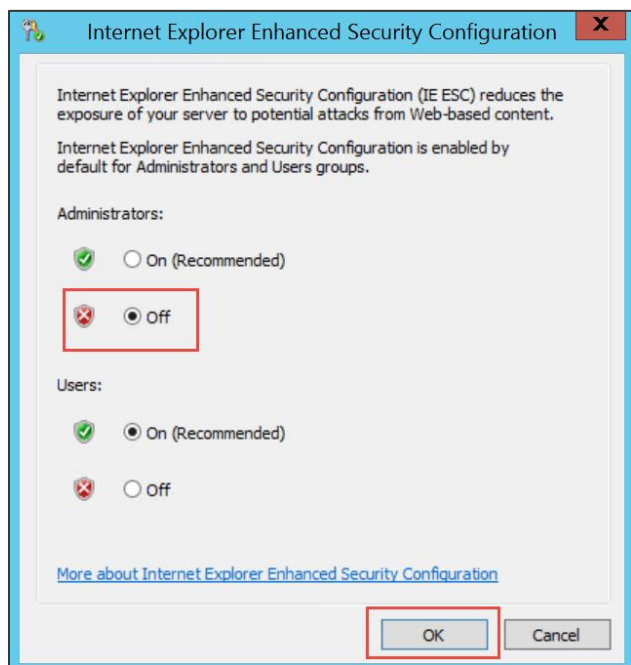 Internet Explorer Enhanced Security Configuration
X
Internet Explorer Enhanced Security Configuration (IE ESC) reduces the
exposure of your server to potential attacks from Web-based content.
Internet Explorer Enhanced Security Configuration is enabled by
default for Administrators and Users groups.
Administrators:
On (Recommended)
Off
Users:
On (Recommended)
Off
More about Internet Explorer Enhanced Security Configuration
OK Cancel